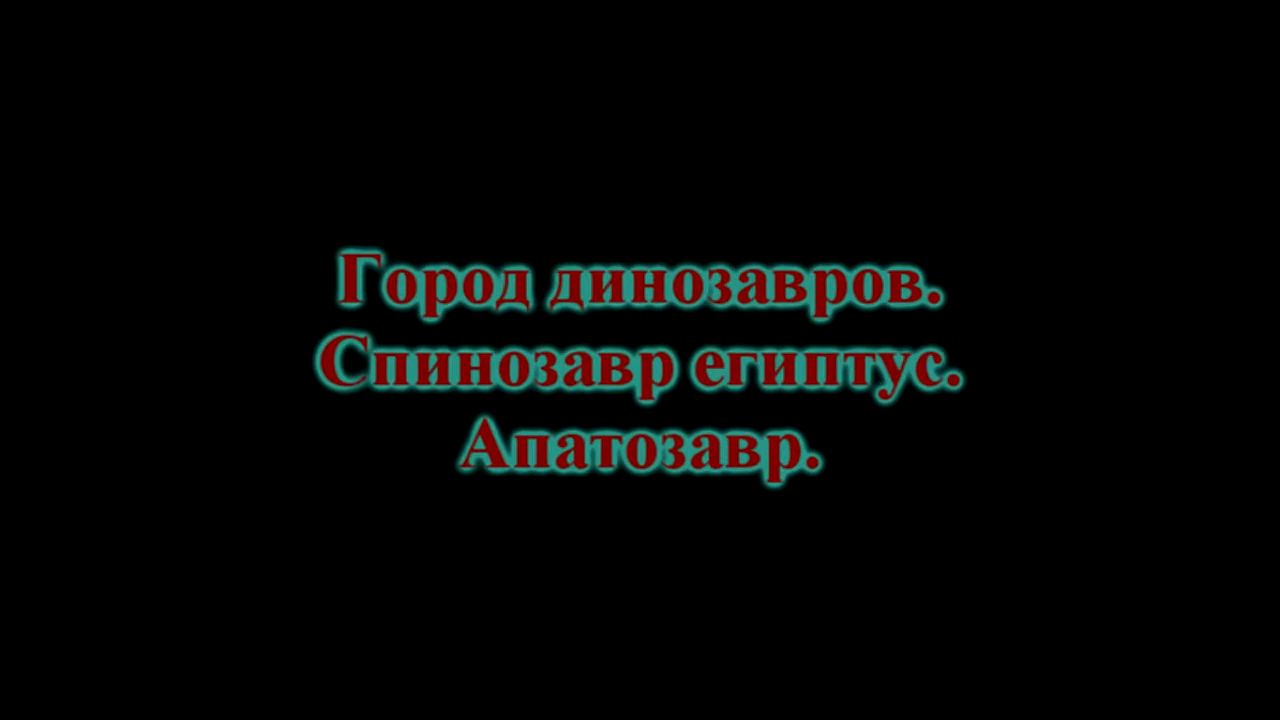 Город динозавров.
Спинозавр египтус.
Апатозавр.